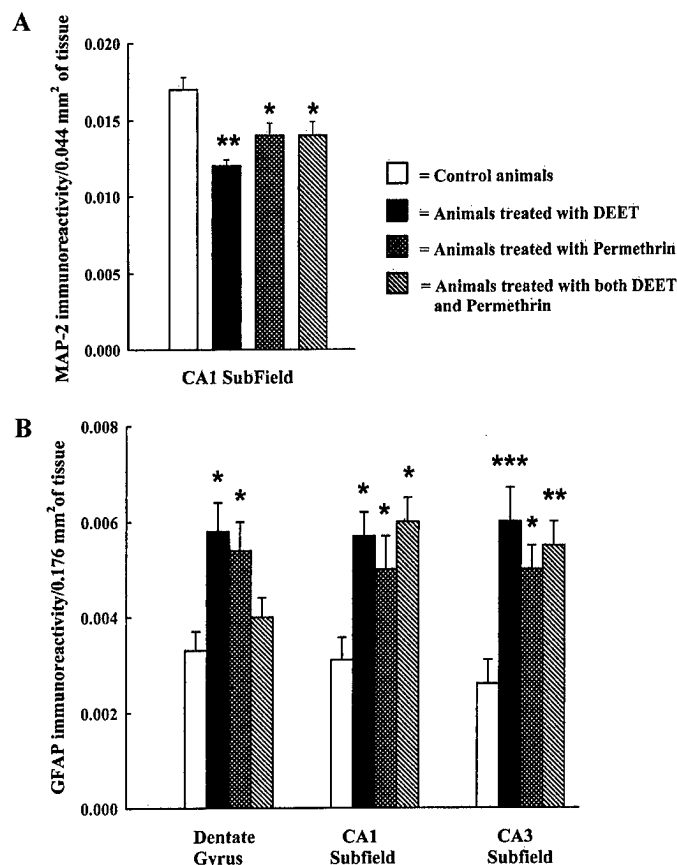 A
MAP-2 immunoreactivity/0.044 mm² of tissue
0.020
0.015
0.010
0.005
0.000
**
*
*
CA1 SubField
= Control animals
= Animals treated with DEET
= Animals treated with Permethrin
= Animals treated with both DEET
and Permethrin
B
GFAP immunoreactivity/0.176 mm² of tissue
0.008
0.006
0.004
0.002
0.000
*
*
*
*
*
***
*
**
Dentate
Gyrus
CA1
Subfield
CA3
Subfield